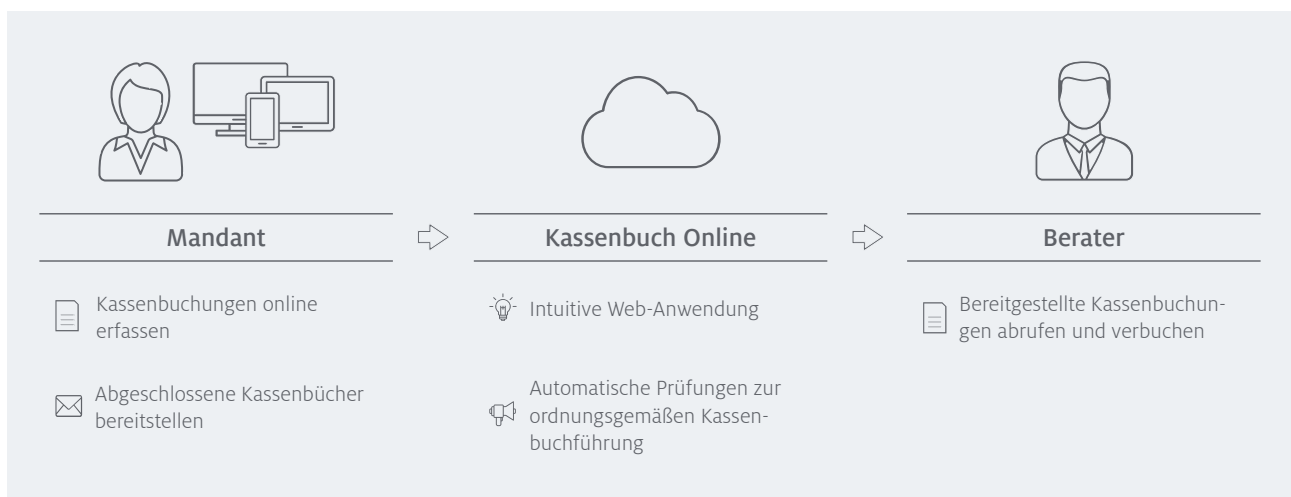 Mandant
Kassenbuchungen online
erfassen
Abgeschlossene Kassenbücher
bereitstellen
Kassenbuch Online
Intuitive Web-Anwendung
Automatische Prüfungen zur
ordnungsgemäßen Kassen-
buchführung
Berater
Bereitgestellte Kassenbuchun-
gen abrufen und verbuchen